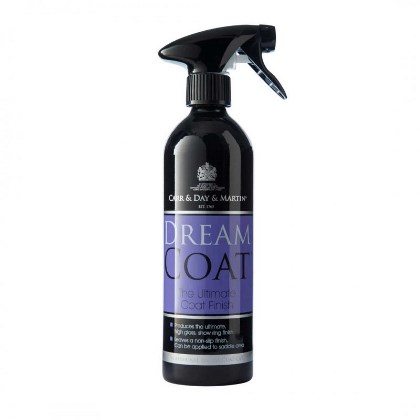 CARR & DAY & MARTIN
EST. 1765
DREAM
COAT
The Ultimate
Coat Finish
Produces the ultimate,
high gloss, show ring finish
Leaves a non-slip finish.
Can be applied to saddle area